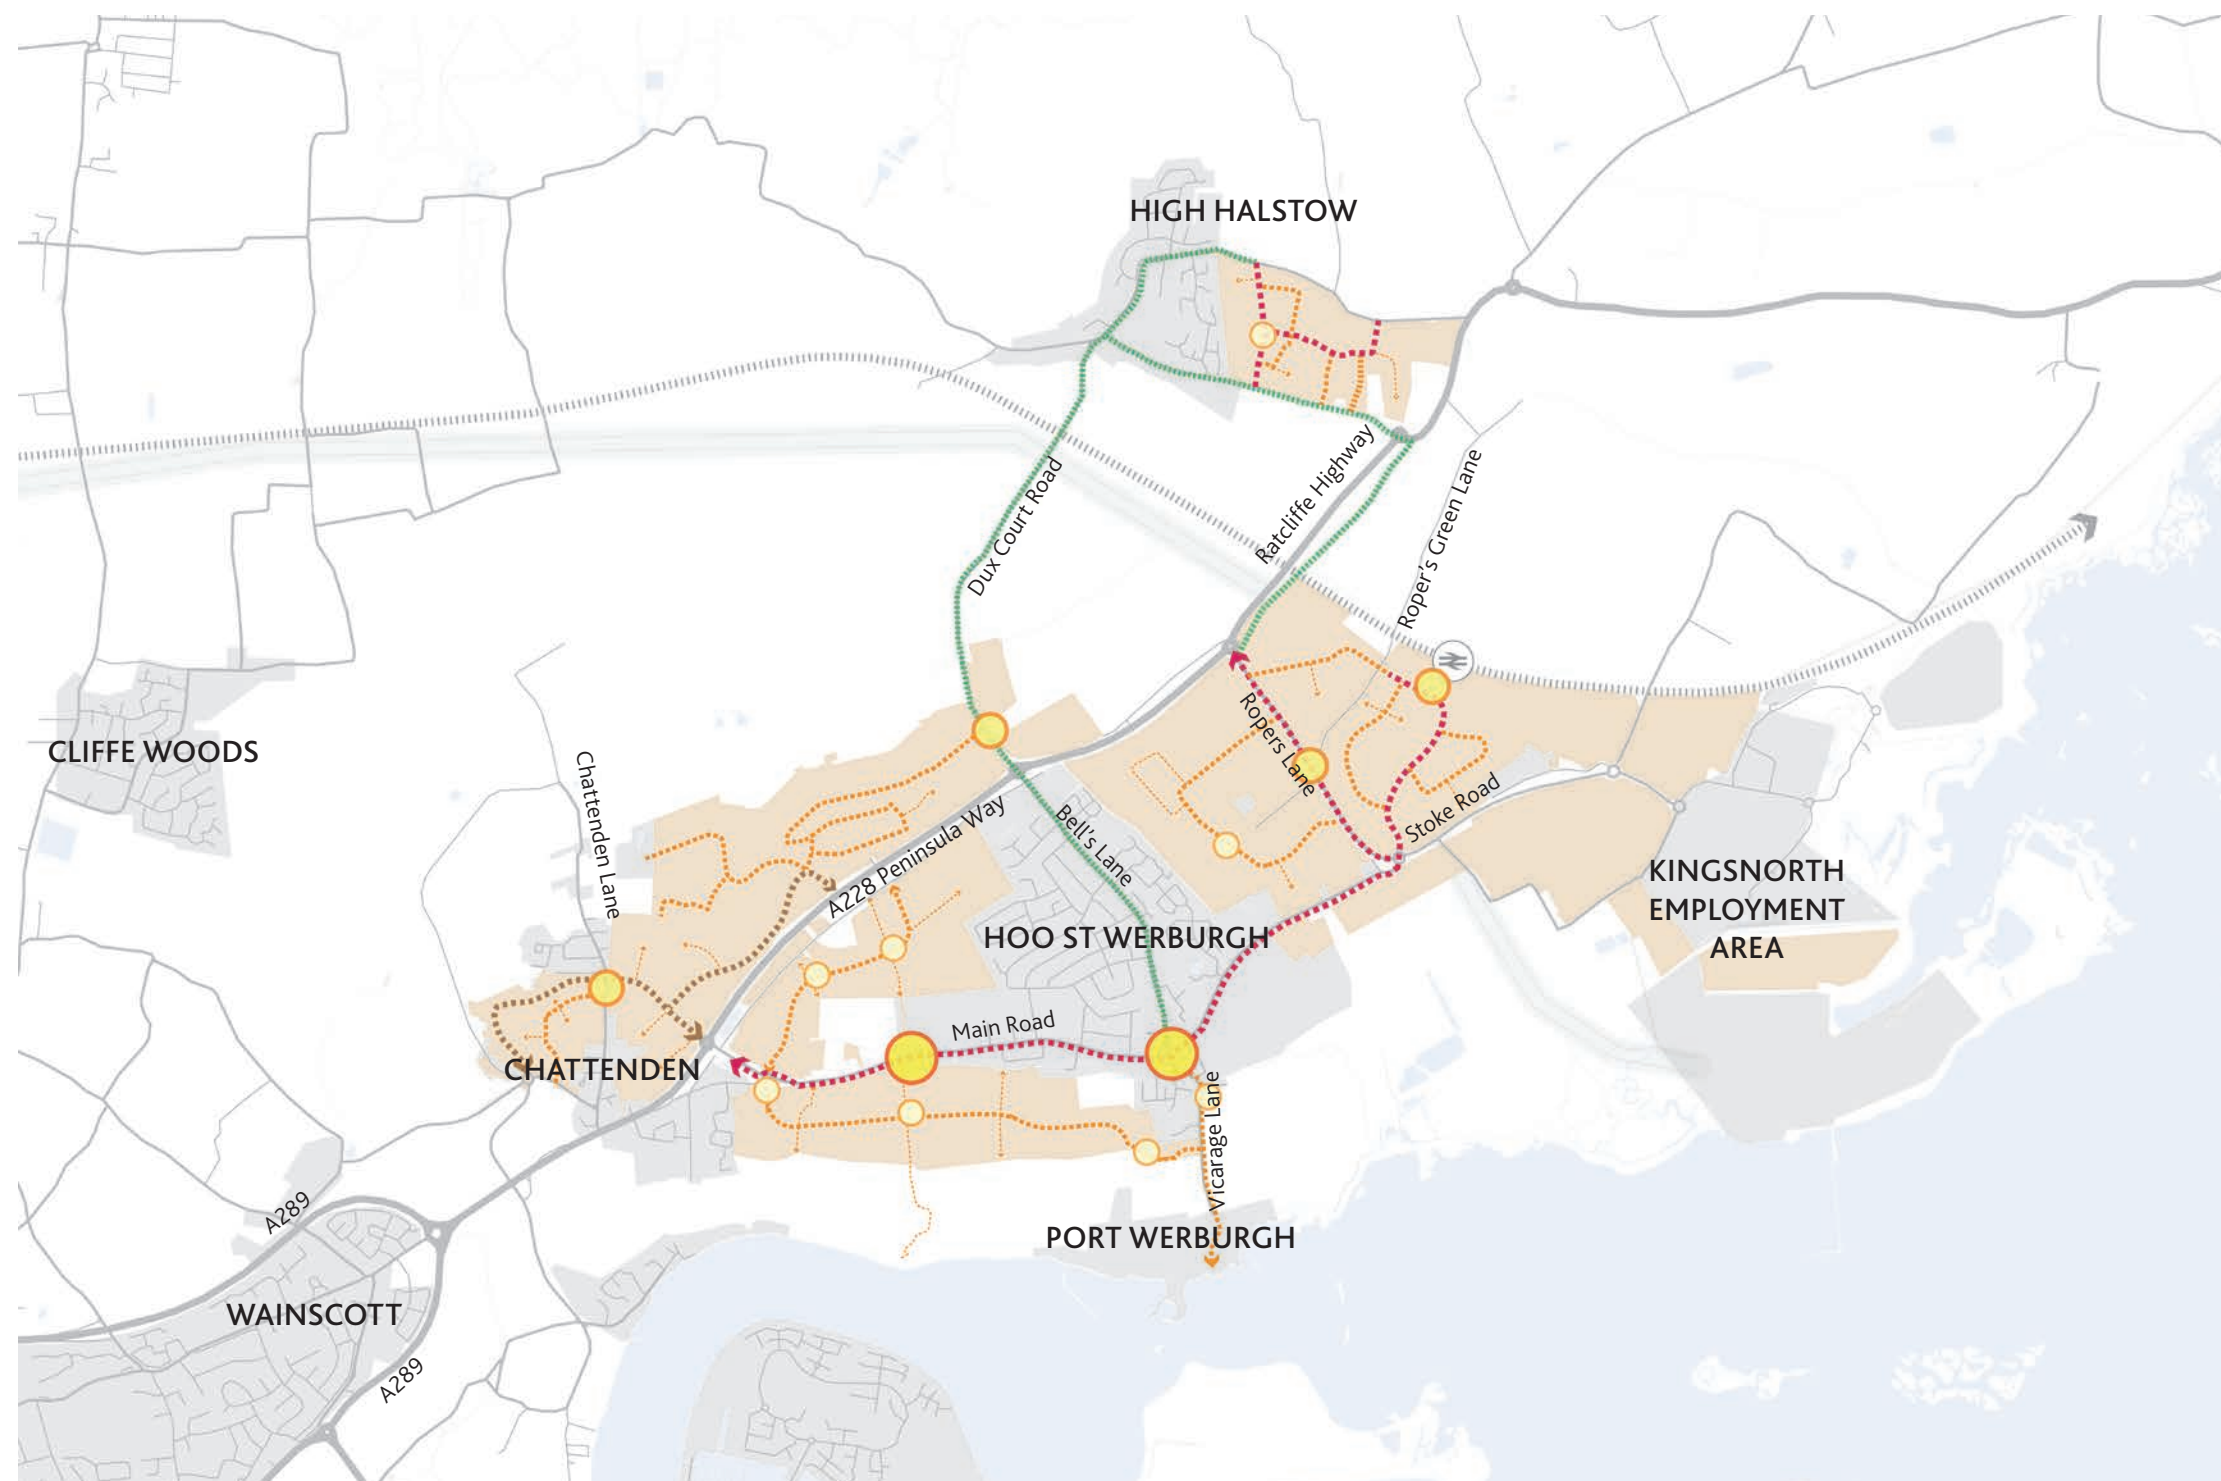 HIGH HALSTOW
Ratcliffe Highway
Dux Court Road
Roper's Green Lane
Ropers Lane
CLIFFE WOODS
Chattenden Lane
A228 Peninsula Way
Bell's Lane
Stoke Road
KINGSNORTH
EMPLOYMENT
AREA
HOO ST WERBURGH
Main Road
CHATTENDEN
Vicarage Lane
A289
PORT WERBURGH
WAINSCOTT
A289